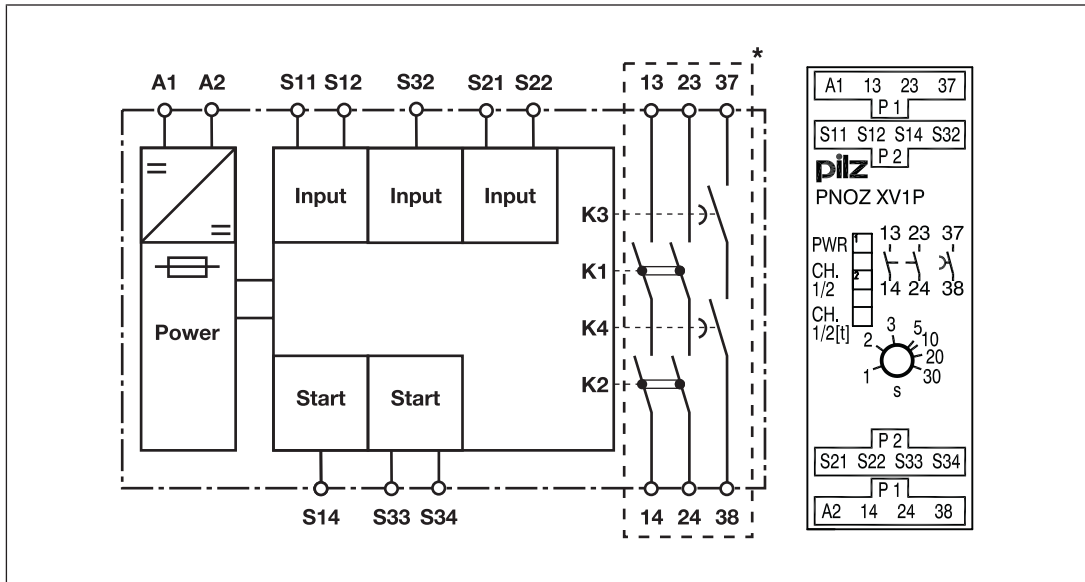 *
A1 A2 S11 S12 S32 S21 S22 13 23 37
Input Input Input
K3
K1
Power
K4
K2
Start Start
S14 S33 S34 14 24 38
A1 13 23 37
P 1
S11 S12 S14 S32
P 2
pilz
PNOZ XV1P
13 23 37
PWR 1
CH. 2
1/2
14 24 38
CH.
1/2[t]
1 2 3 5 10 20 30
s
P 2
S21 S22 S33 S34
P 1
A2 14 24 38